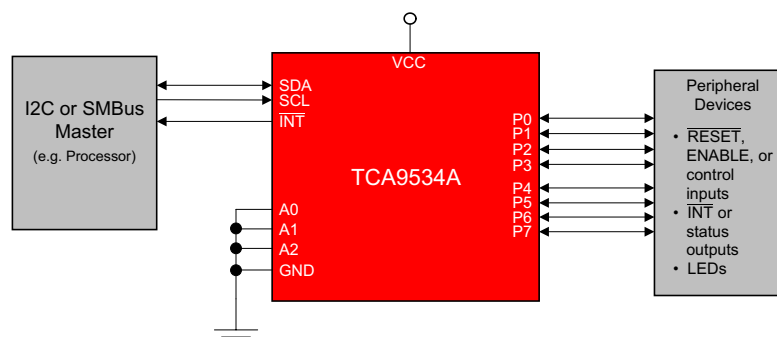 VCC
I2C or SMBus
Master
(e.g. Processor)
SDA
SCL
INT
A0
A1
A2
GND
TCA9534A
P0
P1
P2
P3
P4
P5
P6
P7
Peripheral
Devices
• RESET,
ENABLE, or
control
inputs
• INT or
status
outputs
• LEDs